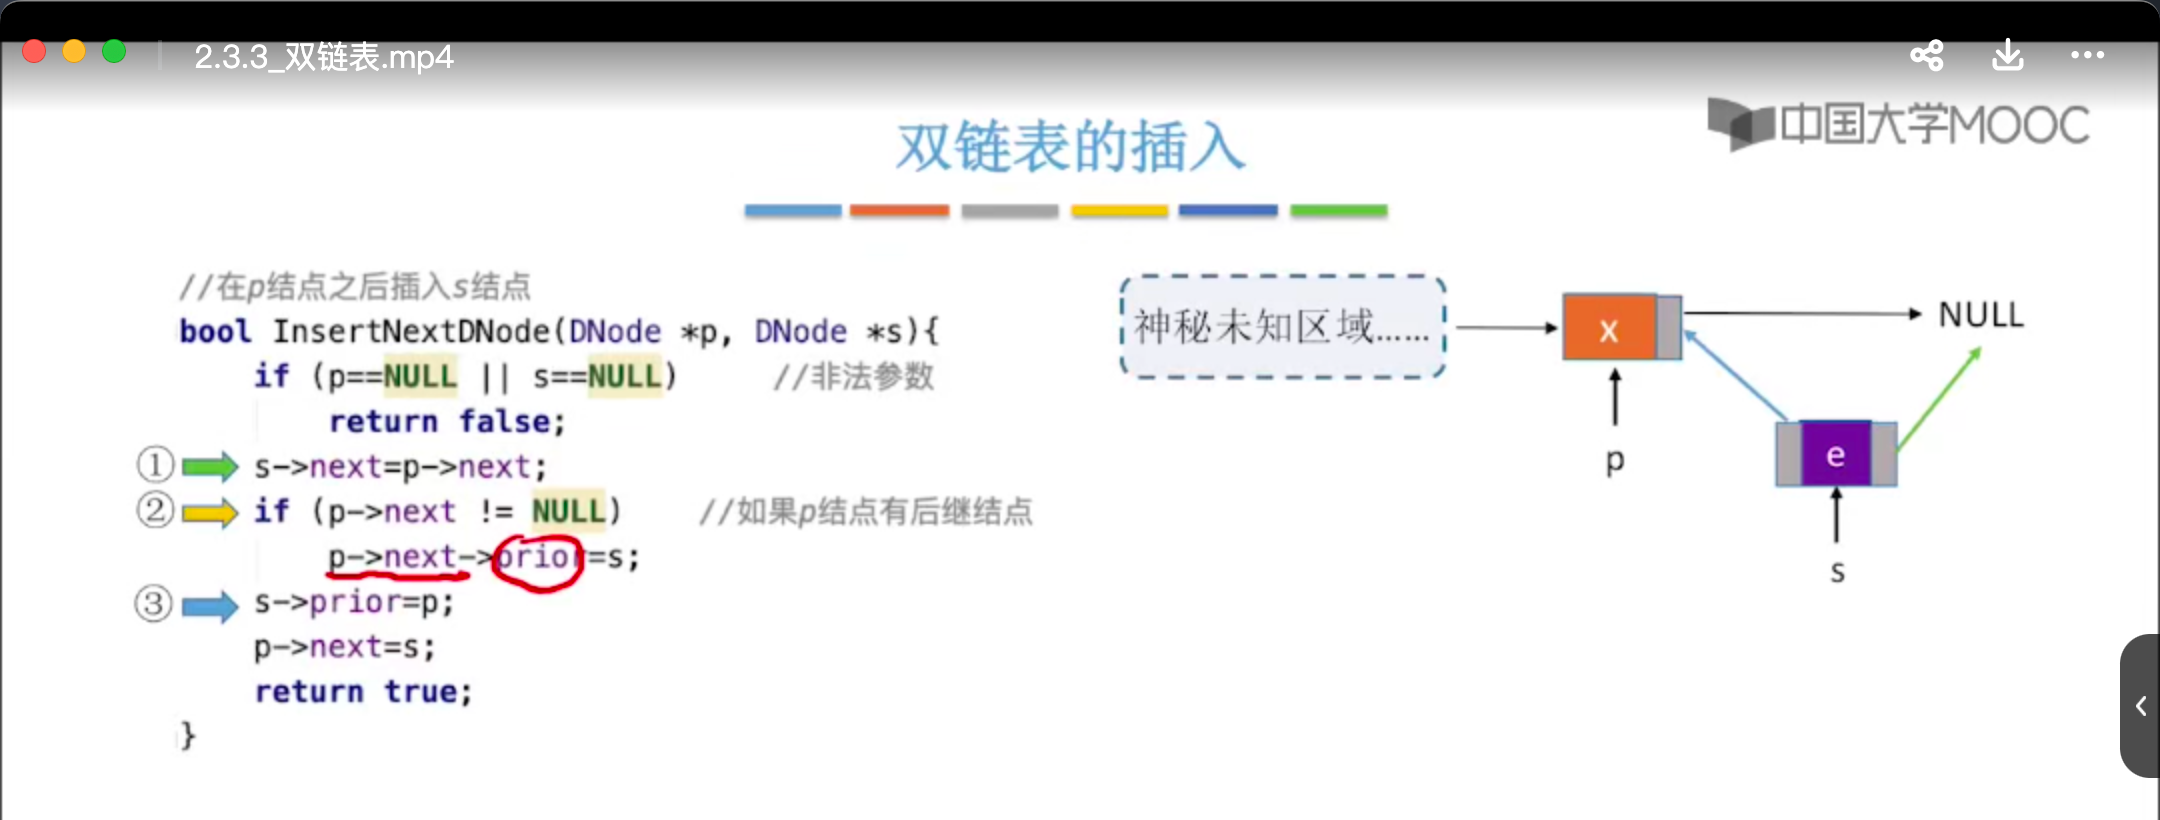 2.3.3_双链表.mp4
中国大学MOOC
双链表的插入
//在p结点之后插入s结点
bool InsertNextDNode(DNode *p, DNode *s){
if (p==NULL || s==NULL) //非法参数
return false;
① s->next=p->next;
② if (p->next != NULL) //如果p结点有后继结点
p->next->prior=s;
③ s->prior=p;
p->next=s;
return true;
}
神秘未知区域……
x
NULL
p
e
s